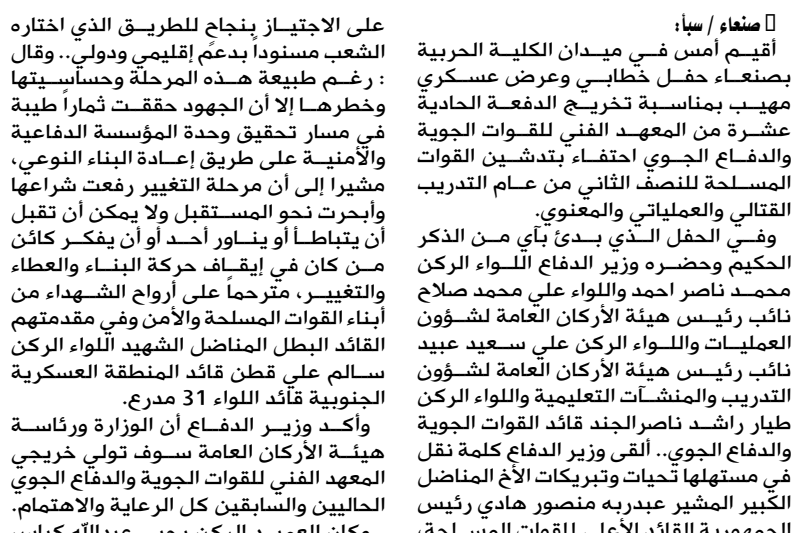 صنعاء / سبأ:
أقيم أمس في ميدان الكلية الحربية
بصنعاء حفل خطابي وعرض عسكري
مهيب بمناسبة تخريج الدفعة الحادية
عشرة من المعهد الفني للقوات الجوية
والدفاع الجوي احتفاء بتدشين القوات
المسلحة للنصف الثاني من عام التدريب
القتالي والعملياتي والمعنوي.
وفي الحفل الذي بدئ بآي من الذكر
الحكيم وحضره وزير الدفاع اللواء الركن
محمد ناصر احمد واللواء علي محمد صلاح
نائب رئيس هيئة الأركان العامة لشؤون
العمليات واللواء الركن علي سعيد عبيد
نائب رئيس هيئة الأركان العامة لشؤون
التدريب والمنشآت التعليمية واللواء الركن
طيار راشد ناصرالجند قائد القوات الجوية
والدفاع الجوي.. ألقى وزير الدفاع كلمة نقل
في مستهلها تحيات وتبريكات الأخ المناضل
الكبير المشير عبدربه منصور هادي رئيس
الجمهورية القائد الأعلى للقوات المسلحة،
على الاجتياز بنجاح للطريق الذي اختاره
الشعب مسنوداً بدعم إقليمي ودولي.. وقال
: رغم طبيعة هذه المرحلة وحساسيتها
وخطرها إلا أن الجهود حققت ثماراً طيبة
في مسار تحقيق وحدة المؤسسة الدفاعية
والأمنية على طريق إعادة البناء النوعي،
مشيرا إلى أن مرحلة التغيير رفعت شراعها
وأبحرت نحو المستقبل ولا يمكن أن تقبل
أن يتباطأ أو يناور أحد أو أن يفكر كائن
من كان في إيقاف حركة البناء والعطاء
والتغيير، مترحماً على أرواح الشهداء من
أبناء القوات المسلحة والأمن وفي مقدمتهم
القائد البطل المناضل الشهيد اللواء الركن
سالم علي قطن قائد المنطقة العسكرية
الجنوبية قائد اللواء 31 مدرع.
وأكد وزير الدفاع أن الوزارة ورئاسة
هيئة الأركان العامة سوف تولي خريجي
المعهد الفني للقوات الجوية والدفاع الجوي
الحاليين والسابقين كل الرعاية والاهتمام.
وكان العميد الركن يحيى عبدالله